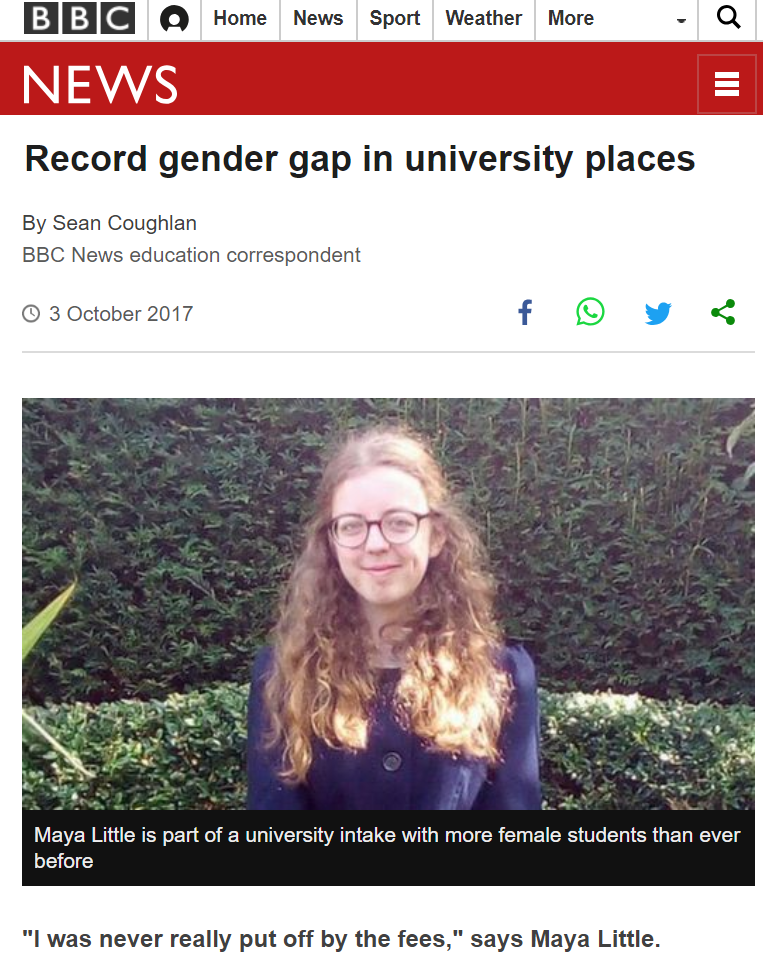 BBC Home News Sport Weather More
NEWS
Record gender gap in university places
By Sean Coughlan
BBC News education correspondent
3 October 2017
Maya Little is part of a university intake with more female students than ever
before
"I was never really put off by the fees," says Maya Little.